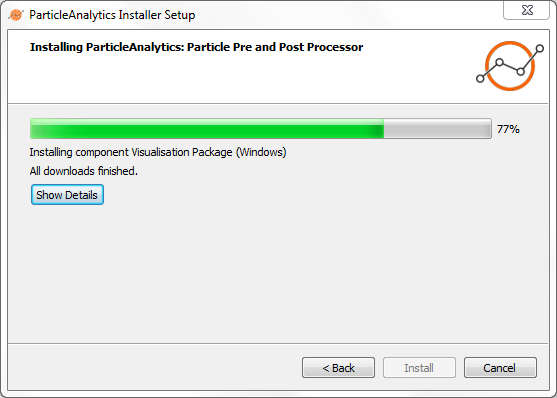 ParticleAnalytics Installer Setup
Installing ParticleAnalytics: Particle Pre and Post Processor
77%
Installing component Visualisation Package (Windows)
All downloads finished.
Show Details
< Back
Install
Cancel